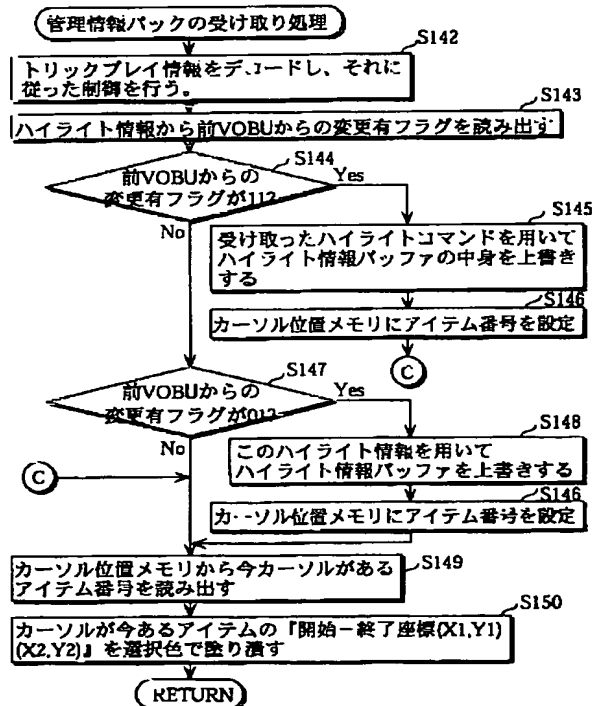 管理情報パックの受け取り処理
S142
トリックプレイ情報をデコードし、それに
従った制御を行う。
S143
ハイライト情報から前VOBUからの変更有フラグを読み出す
S144
前VOBUからの
変更有フラグが11?
Yes
No
S145
受け取ったハイライトコマンドを用いて
ハイライト情報バッファの中身を上書き
する
S146
カーソル位置メモリにアイテム番号を設定
C
S147
前VOBUからの
変更有フラグが01?
Yes
No
S148
このハイライト情報を用いて
ハイライト情報バッファを上書きする
C
S146
カーソル位置メモリにアイテム番号を設定
S149
カーソル位置メモリから今カーソルがある
アイテム番号を読み出す
S150
カーソルが今あるアイテムの『開始−終了座標(X1,Y1)
(X2,Y2)』を選択色で塗り潰す
RETURN